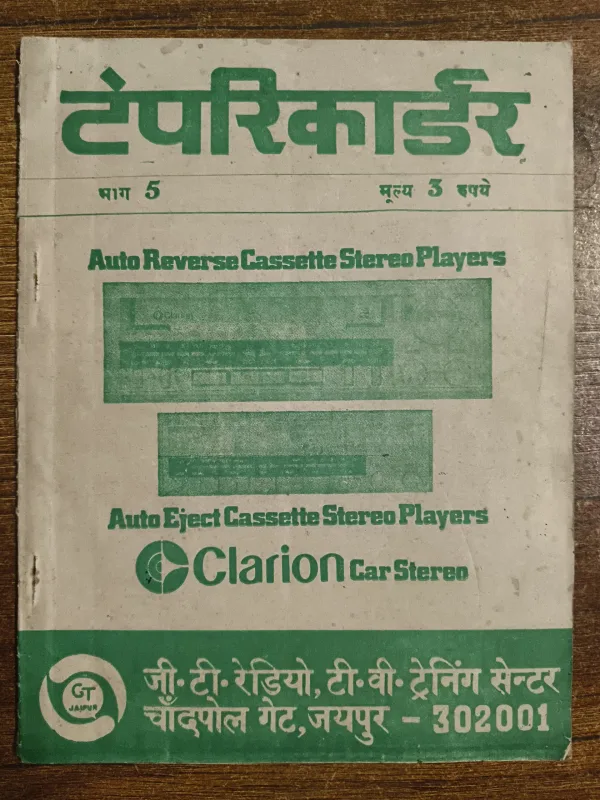 टेपरिकार्डर
भाग 5 मूल्य 3 रुपये
Auto Reverse Cassette Stereo Players
Clarion
Auto Eject Cassette Stereo Players
Clarion Car Stereo
GT
JAIPUR
जी॰टी॰रेडियो, टी॰वी॰ ट्रेनिंग सेन्टर
चाँदपोल गेट, जयपुर – 302001